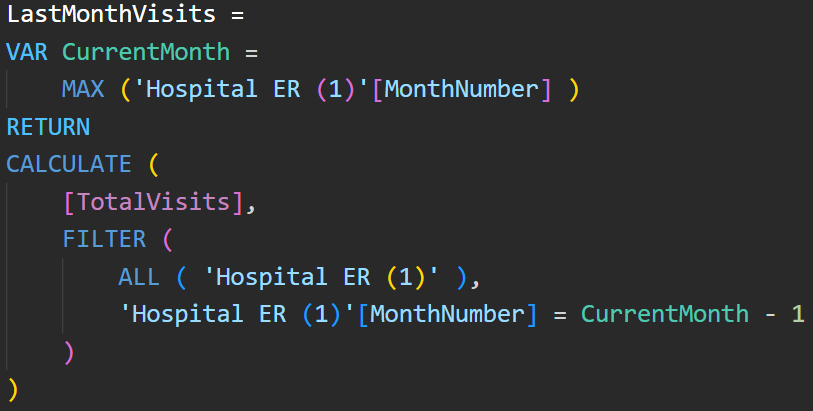 LastMonthVisits =
VAR CurrentMonth =
MAX ('Hospital ER (1)'[MonthNumber] )
RETURN
CALCULATE (
[TotalVisits],
FILTER (
ALL ( 'Hospital ER (1)' ),
'Hospital ER (1)'[MonthNumber] = CurrentMonth - 1
)
)